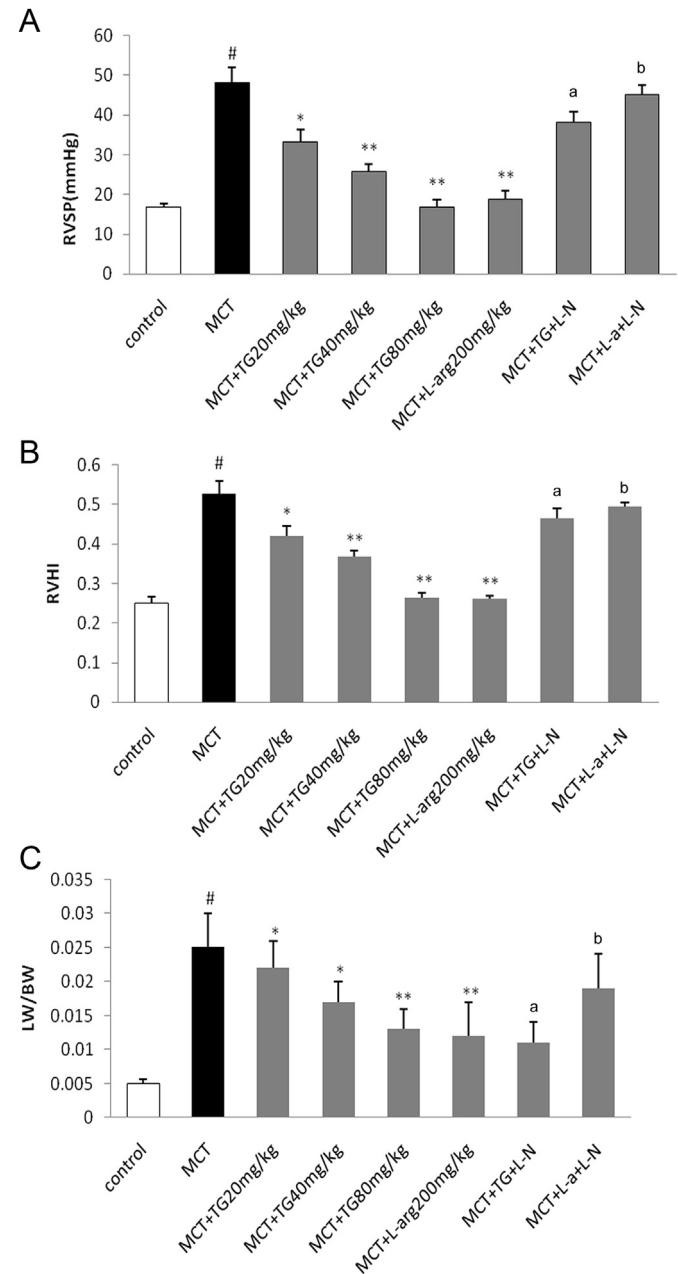 A
RVSP(mmHg)
60
50
40
30
20
10
0
#
*
**
**
**
a
b
control
MCT
MCT+TG20mg/kg
MCT+TG40mg/kg
MCT+TG80mg/kg
MCT+L-arg200mg/kg
MCT+TG+L-N
MCT+L-a+L-N
B
RVHI
0.6
0.5
0.4
0.3
0.2
0.1
0
#
*
**
**
**
a
b
control
MCT
MCT+TG20mg/kg
MCT+TG40mg/kg
MCT+TG80mg/kg
MCT+L-arg200mg/kg
MCT+TG+L-N
MCT+L-a+L-N
C
LW/BW
0.035
0.03
0.025
0.02
0.015
0.01
0.005
0
#
*
*
**
**
a
b
control
MCT
MCT+TG20mg/kg
MCT+TG40mg/kg
MCT+TG80mg/kg
MCT+L-arg200mg/kg
MCT+TG+L-N
MCT+L-a+L-N